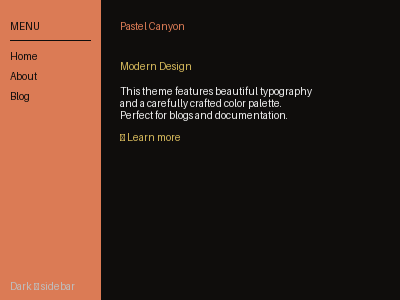 MENU
Home
About
Blog
Dark sidebar
Pastel Canyon
Modern Design
This theme features beautiful typography
and a carefully crafted color palette.
Perfect for blogs and documentation.
Learn more